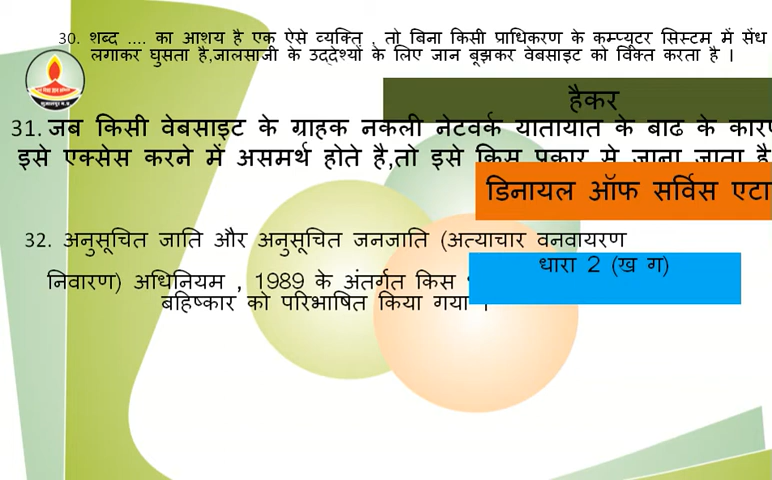 30. शब्द .... का आशय है एक ऐसे व्यक्ति , तो बिना किसी प्राधिकरण के कम्प्यूटर सिस्टम में सेंध
लगाकर घुसता है,जालसाजी के उद्देश्यों के लिए जान बूझकर वेबसाइट को विकित करता है ।
हैकर
31. जब किसी वेबसाइट के ग्राहक नकली नेटवर्क यातायात के बाढ के
इसे एक्सेस करने में असमर्थ होते है,तो इसे किस प्रकार से जाना जाता है
डिनायल ऑफ सर्विस
32. अनुसूचित जाति और अनुसूचित जनजाति (अत्याचार वनवायरण
धारा 2 (ख ग)
निवारण) अधिनियम , 1989 के अंतर्गत किस
बहिष्कार को परिभाषित किया गया ।